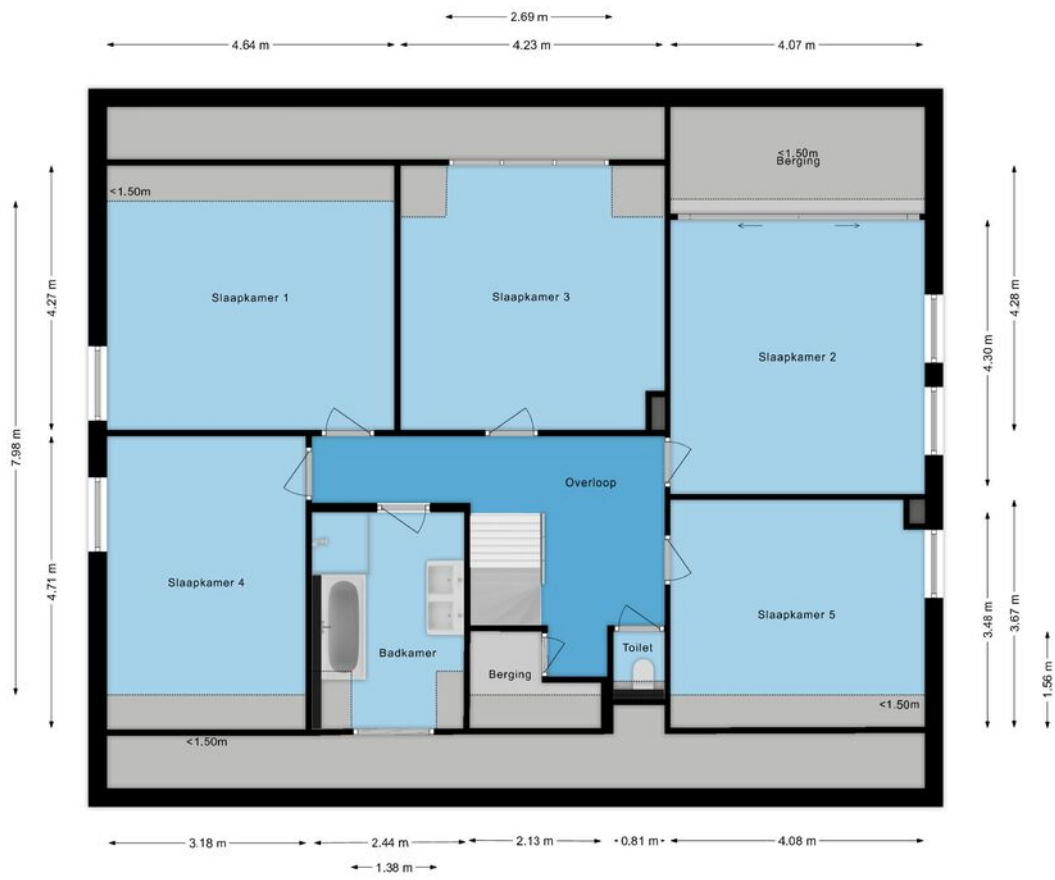 2.69 m
4.64 m
4.23 m
4.07 m
<1.50m
Berging
<1.50m
4.27 m
4.28 m
Slaapkamer 1
Slaapkamer 3
Slaapkamer 2
4.30 m
7.98 m
Overloop
4.71 m
Slaapkamer 4
Slaapkamer 5
3.48 m
3.67 m
Badkamer
Toilet
Berging
1.56 m
<1.50m
<1.50m
3.18 m
2.44 m
2.13 m
0.81 m
4.08 m
1.38 m